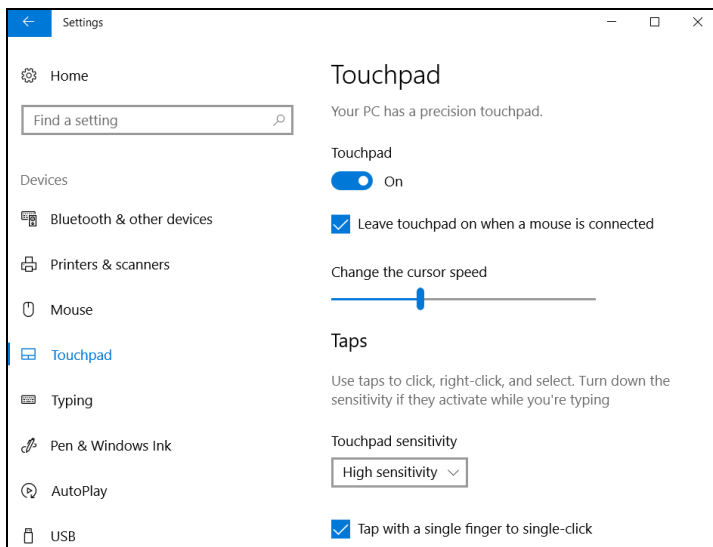 Settings
Home
Find a setting
Devices
Bluetooth & other devices
Printers & scanners
Mouse
Touchpad
Typing
Pen & Windows Ink
AutoPlay
USB
Touchpad
Your PC has a precision touchpad.
Touchpad
On
Leave touchpad on when a mouse is connected
Change the cursor speed
Taps
Use taps to click, right-click, and select. Turn down the
sensitivity if they activate while you're typing
Touchpad sensitivity
High sensitivity
Tap with a single finger to single-click